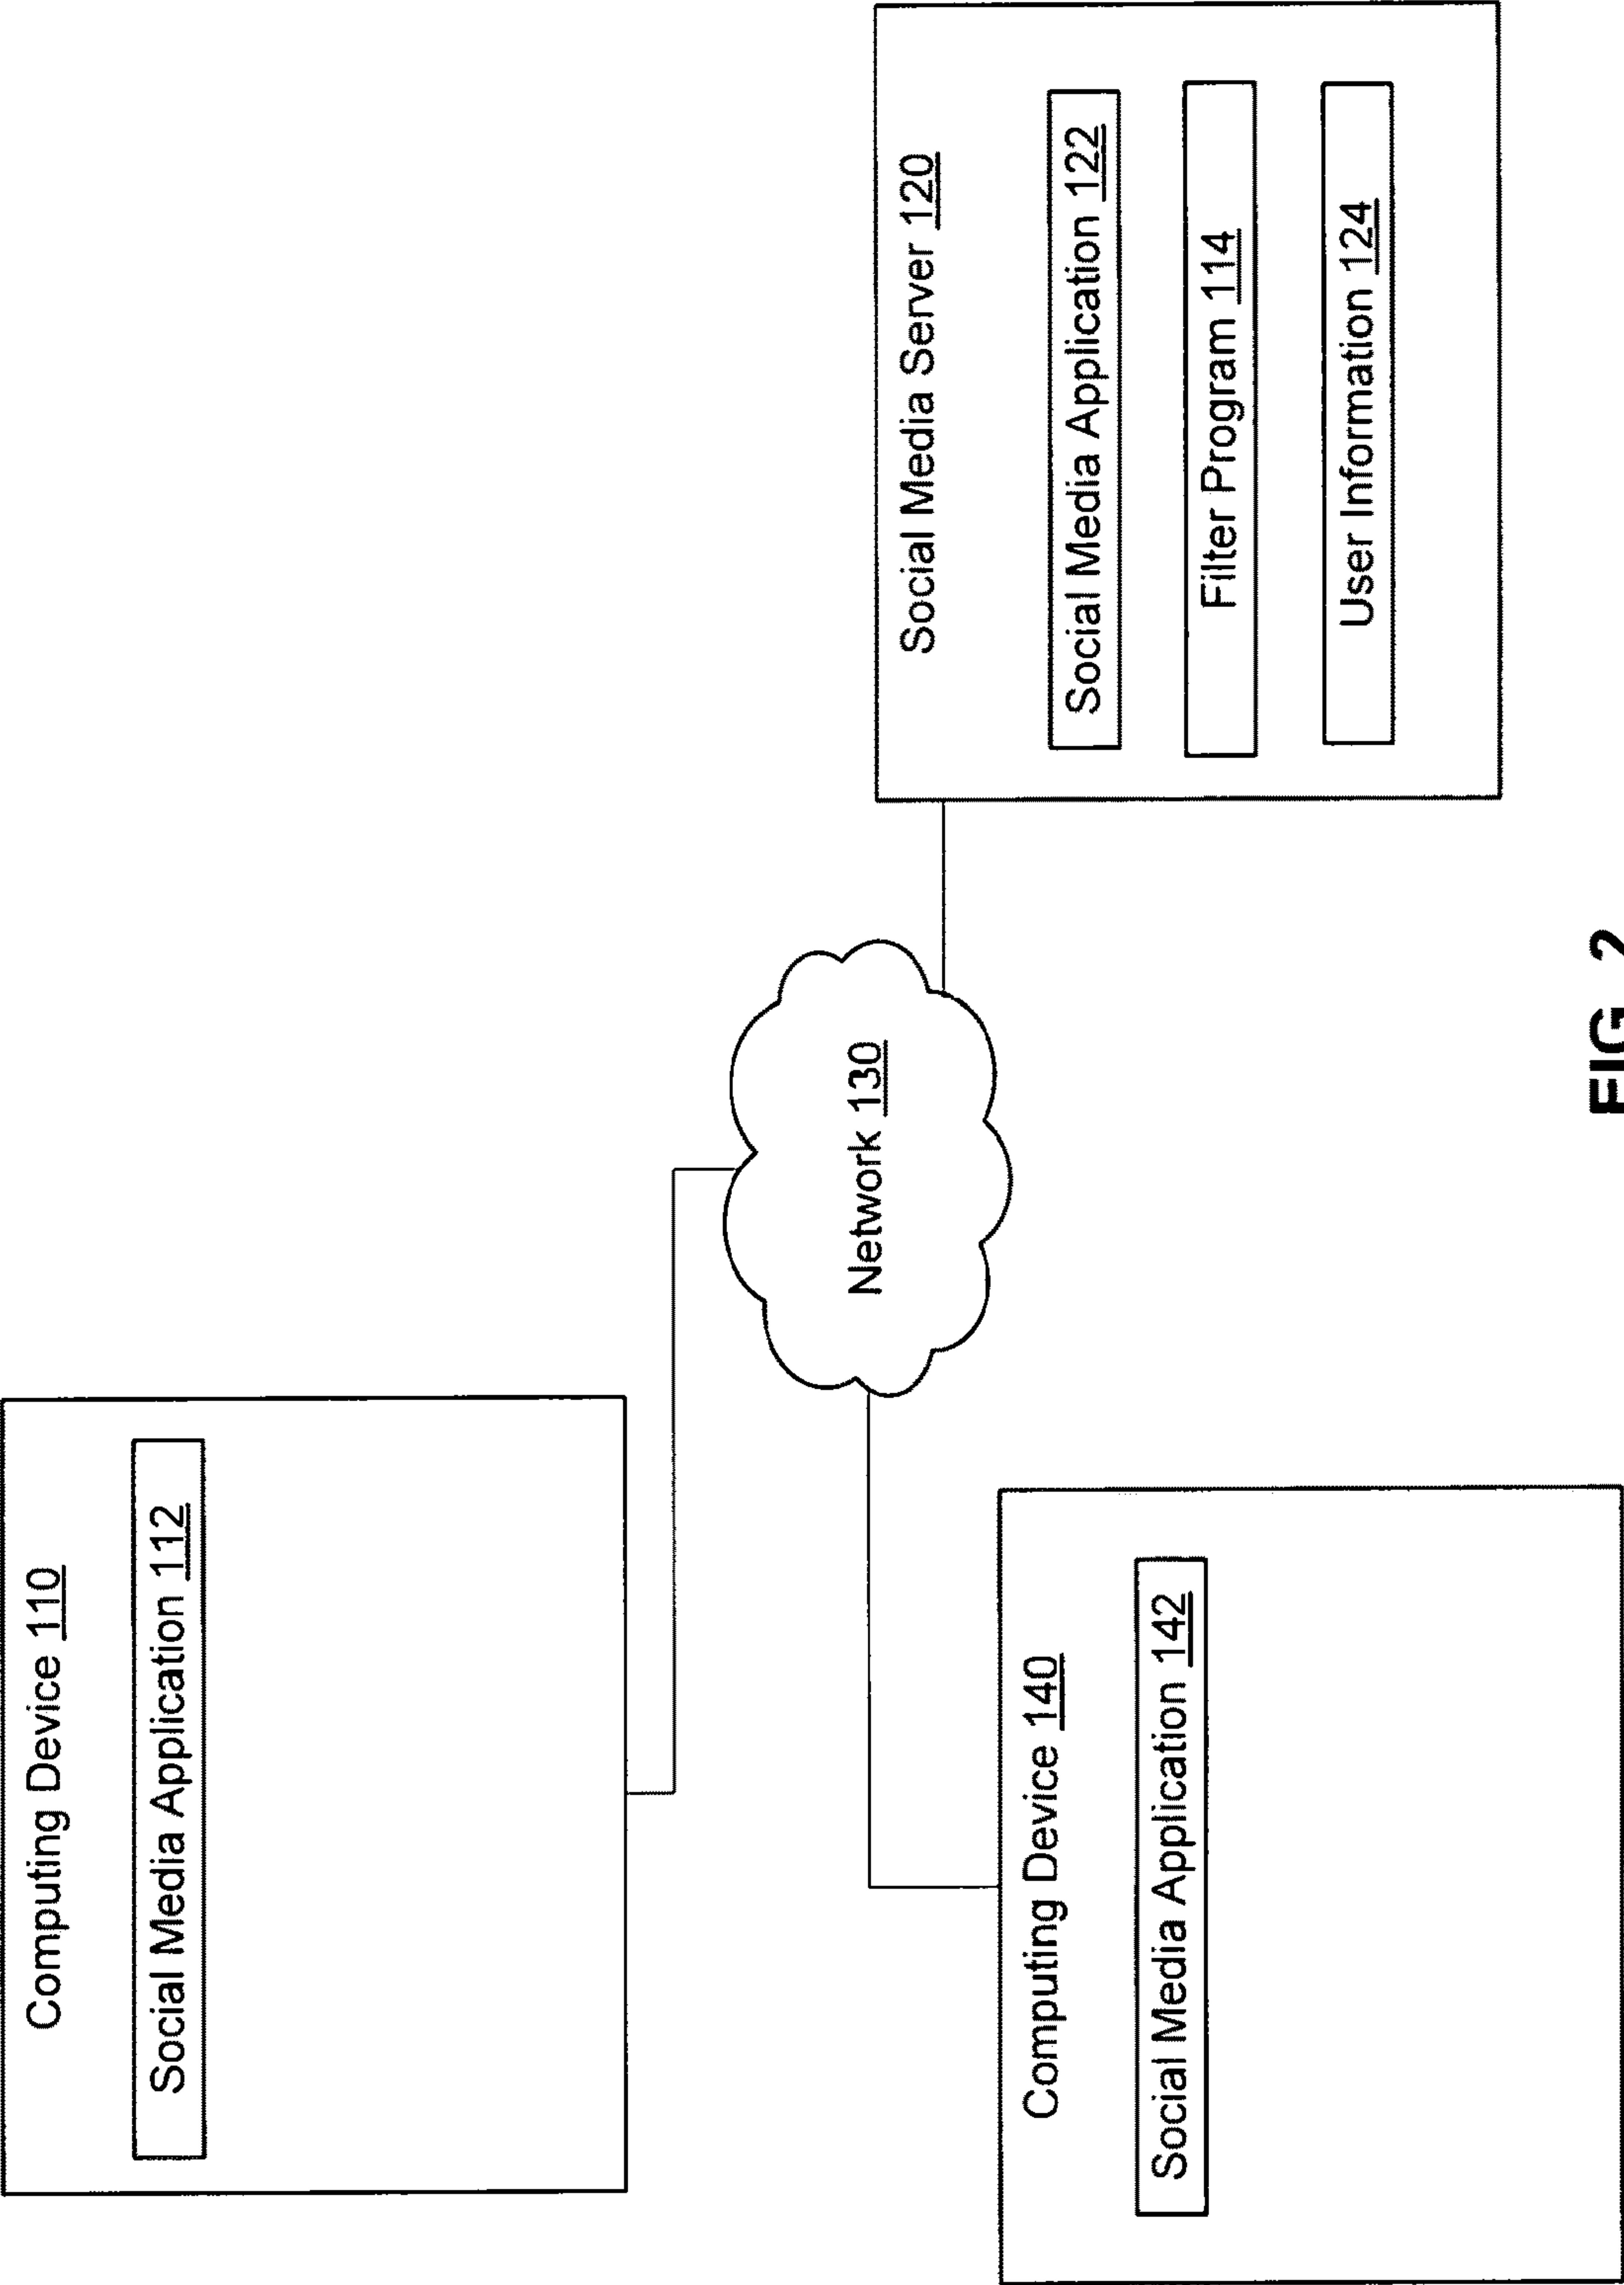 Computing Device 110
Social Media Application 112
Network 130
Social Media Server 120
Social Media Application 122
Filter Program 114
User Information 124
Computing Device 140
Social Media Application 142
FIG. 2